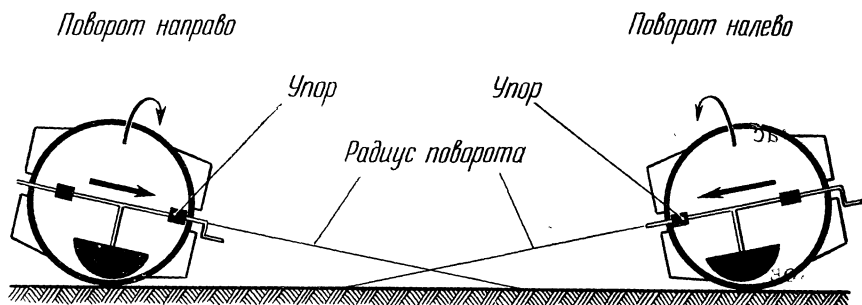 Поворот направо
Поворот налево
Упор
Упор
Радиус поворота